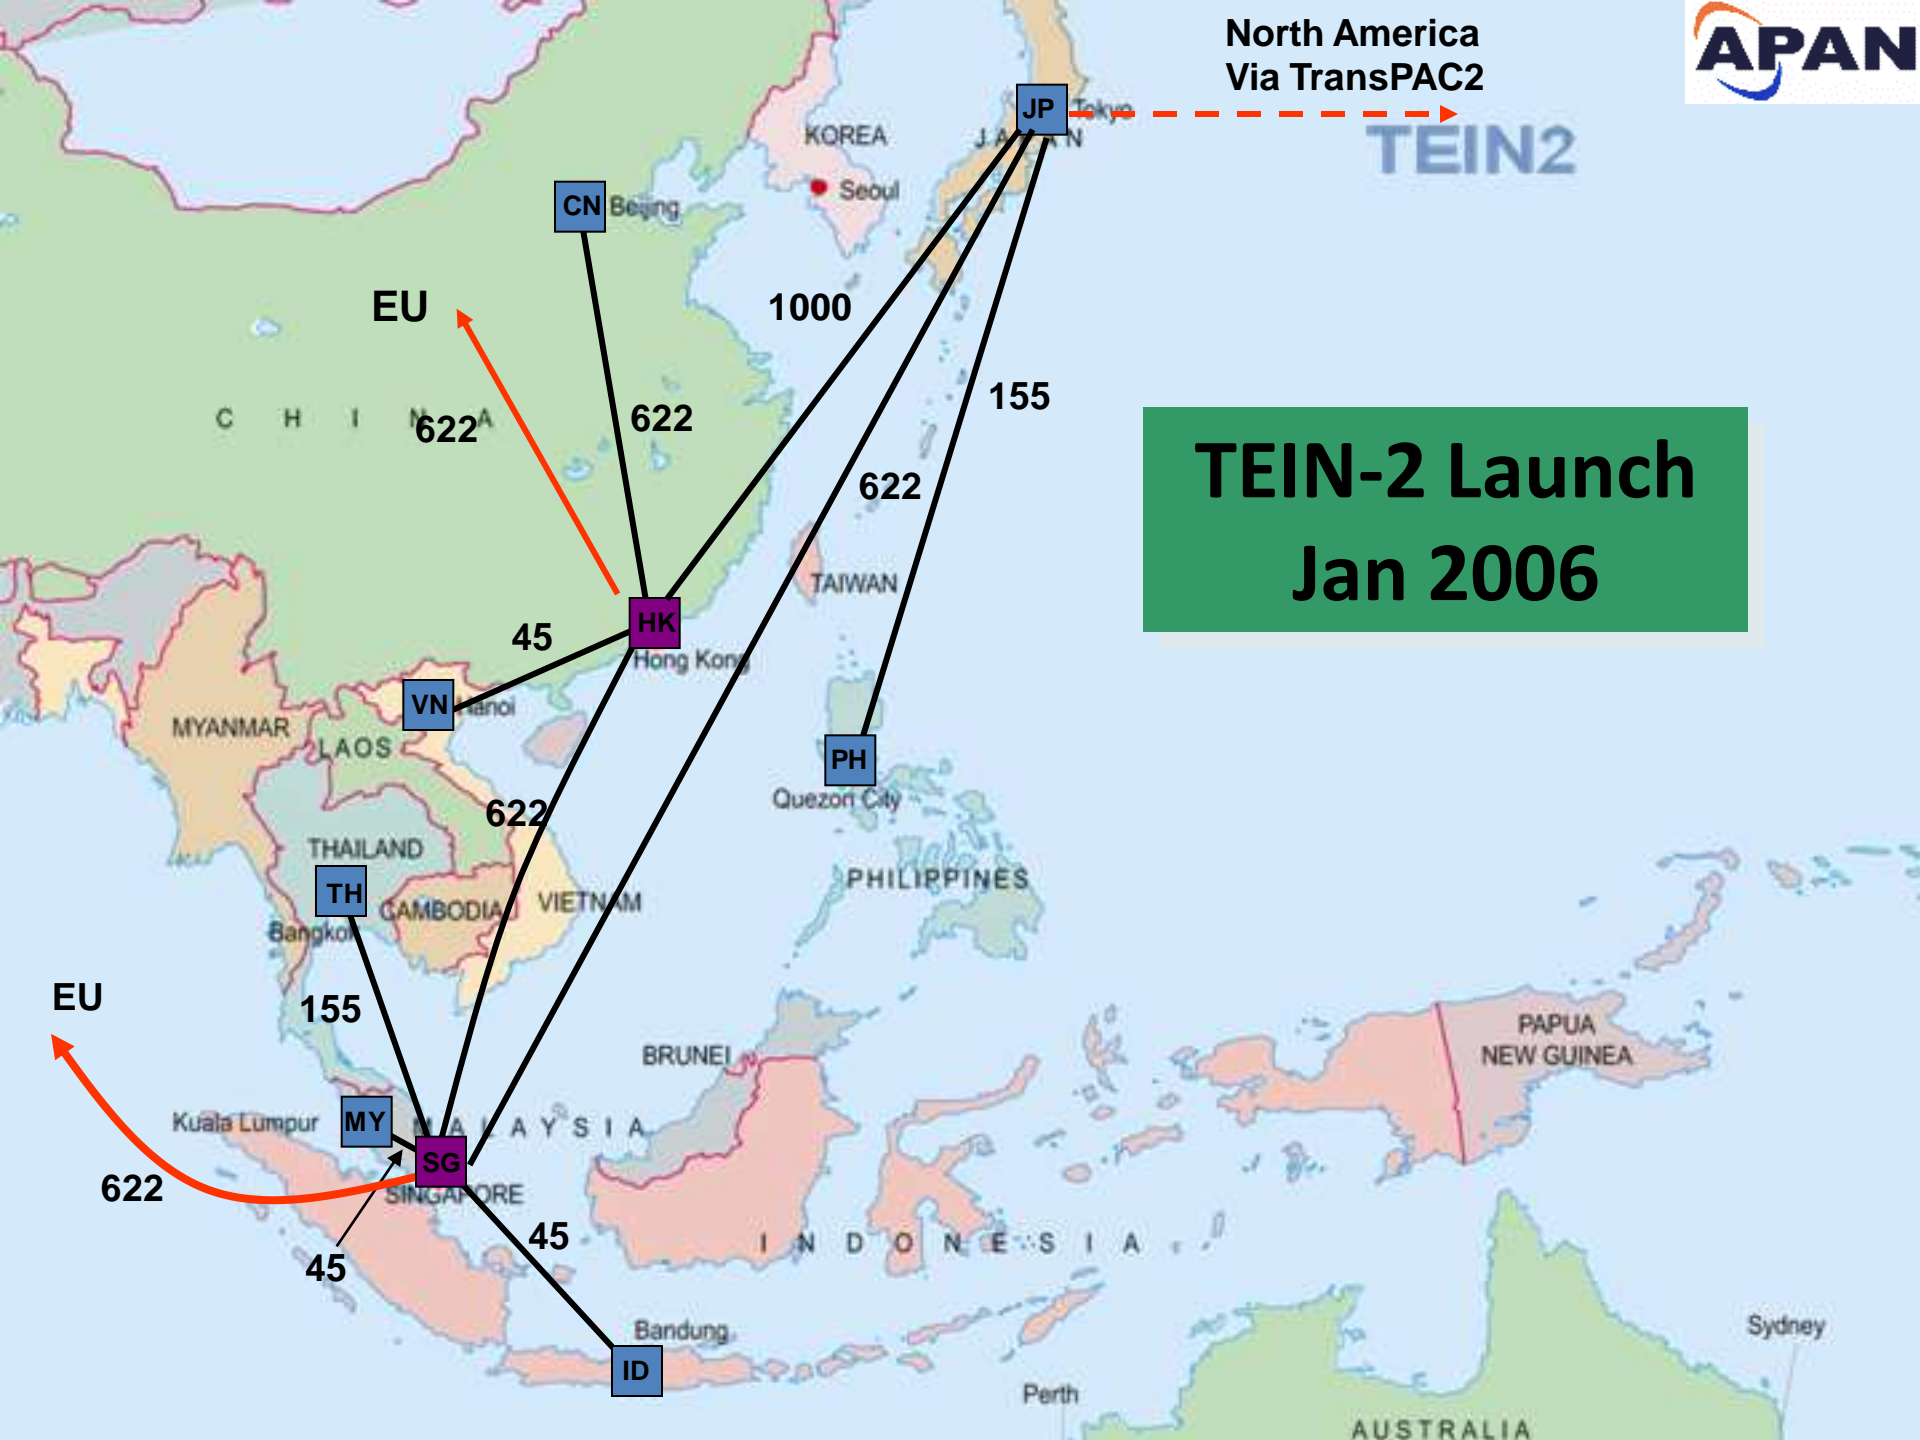 North America
Via TransPAC2
APAN
TEIN2
JP
Tokyo
JAPAN
KOREA
Seoul
CN
Beijing
EU
1000
155
CHINA
622
622
622
TEIN-2 Launch
Jan 2006
TAIWAN
HK
Hong Kong
45
VN
Hanoi
MYANMAR
LAOS
PH
Quezon City
622
THAILAND
TH
Bangkok
CAMBODIA
VIETNAM
PHILIPPINES
EU
155
BRUNEI
PAPUA
NEW GUINEA
Kuala Lumpur
MY
MALAYSIA
SG
SINGAPORE
622
45
45
INDONESIA
Bandung
ID
Sydney
Perth
AUSTRALIA